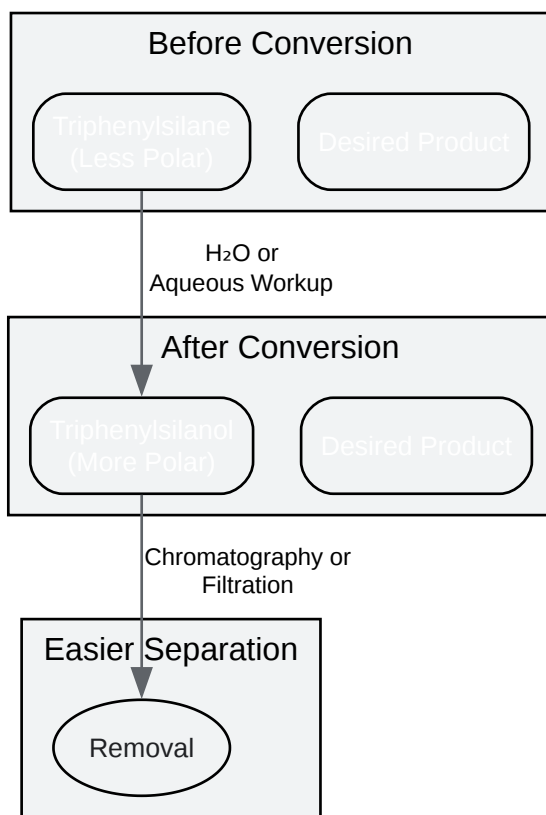 Before Conversion
Triphenylsilane
(Less Polar)
Desired Product
H₂O or
Aqueous Workup
After Conversion
Triphenylsilanol
(More Polar)
Desired Product
Chromatography or
Filtration
Easier Separation
Removal